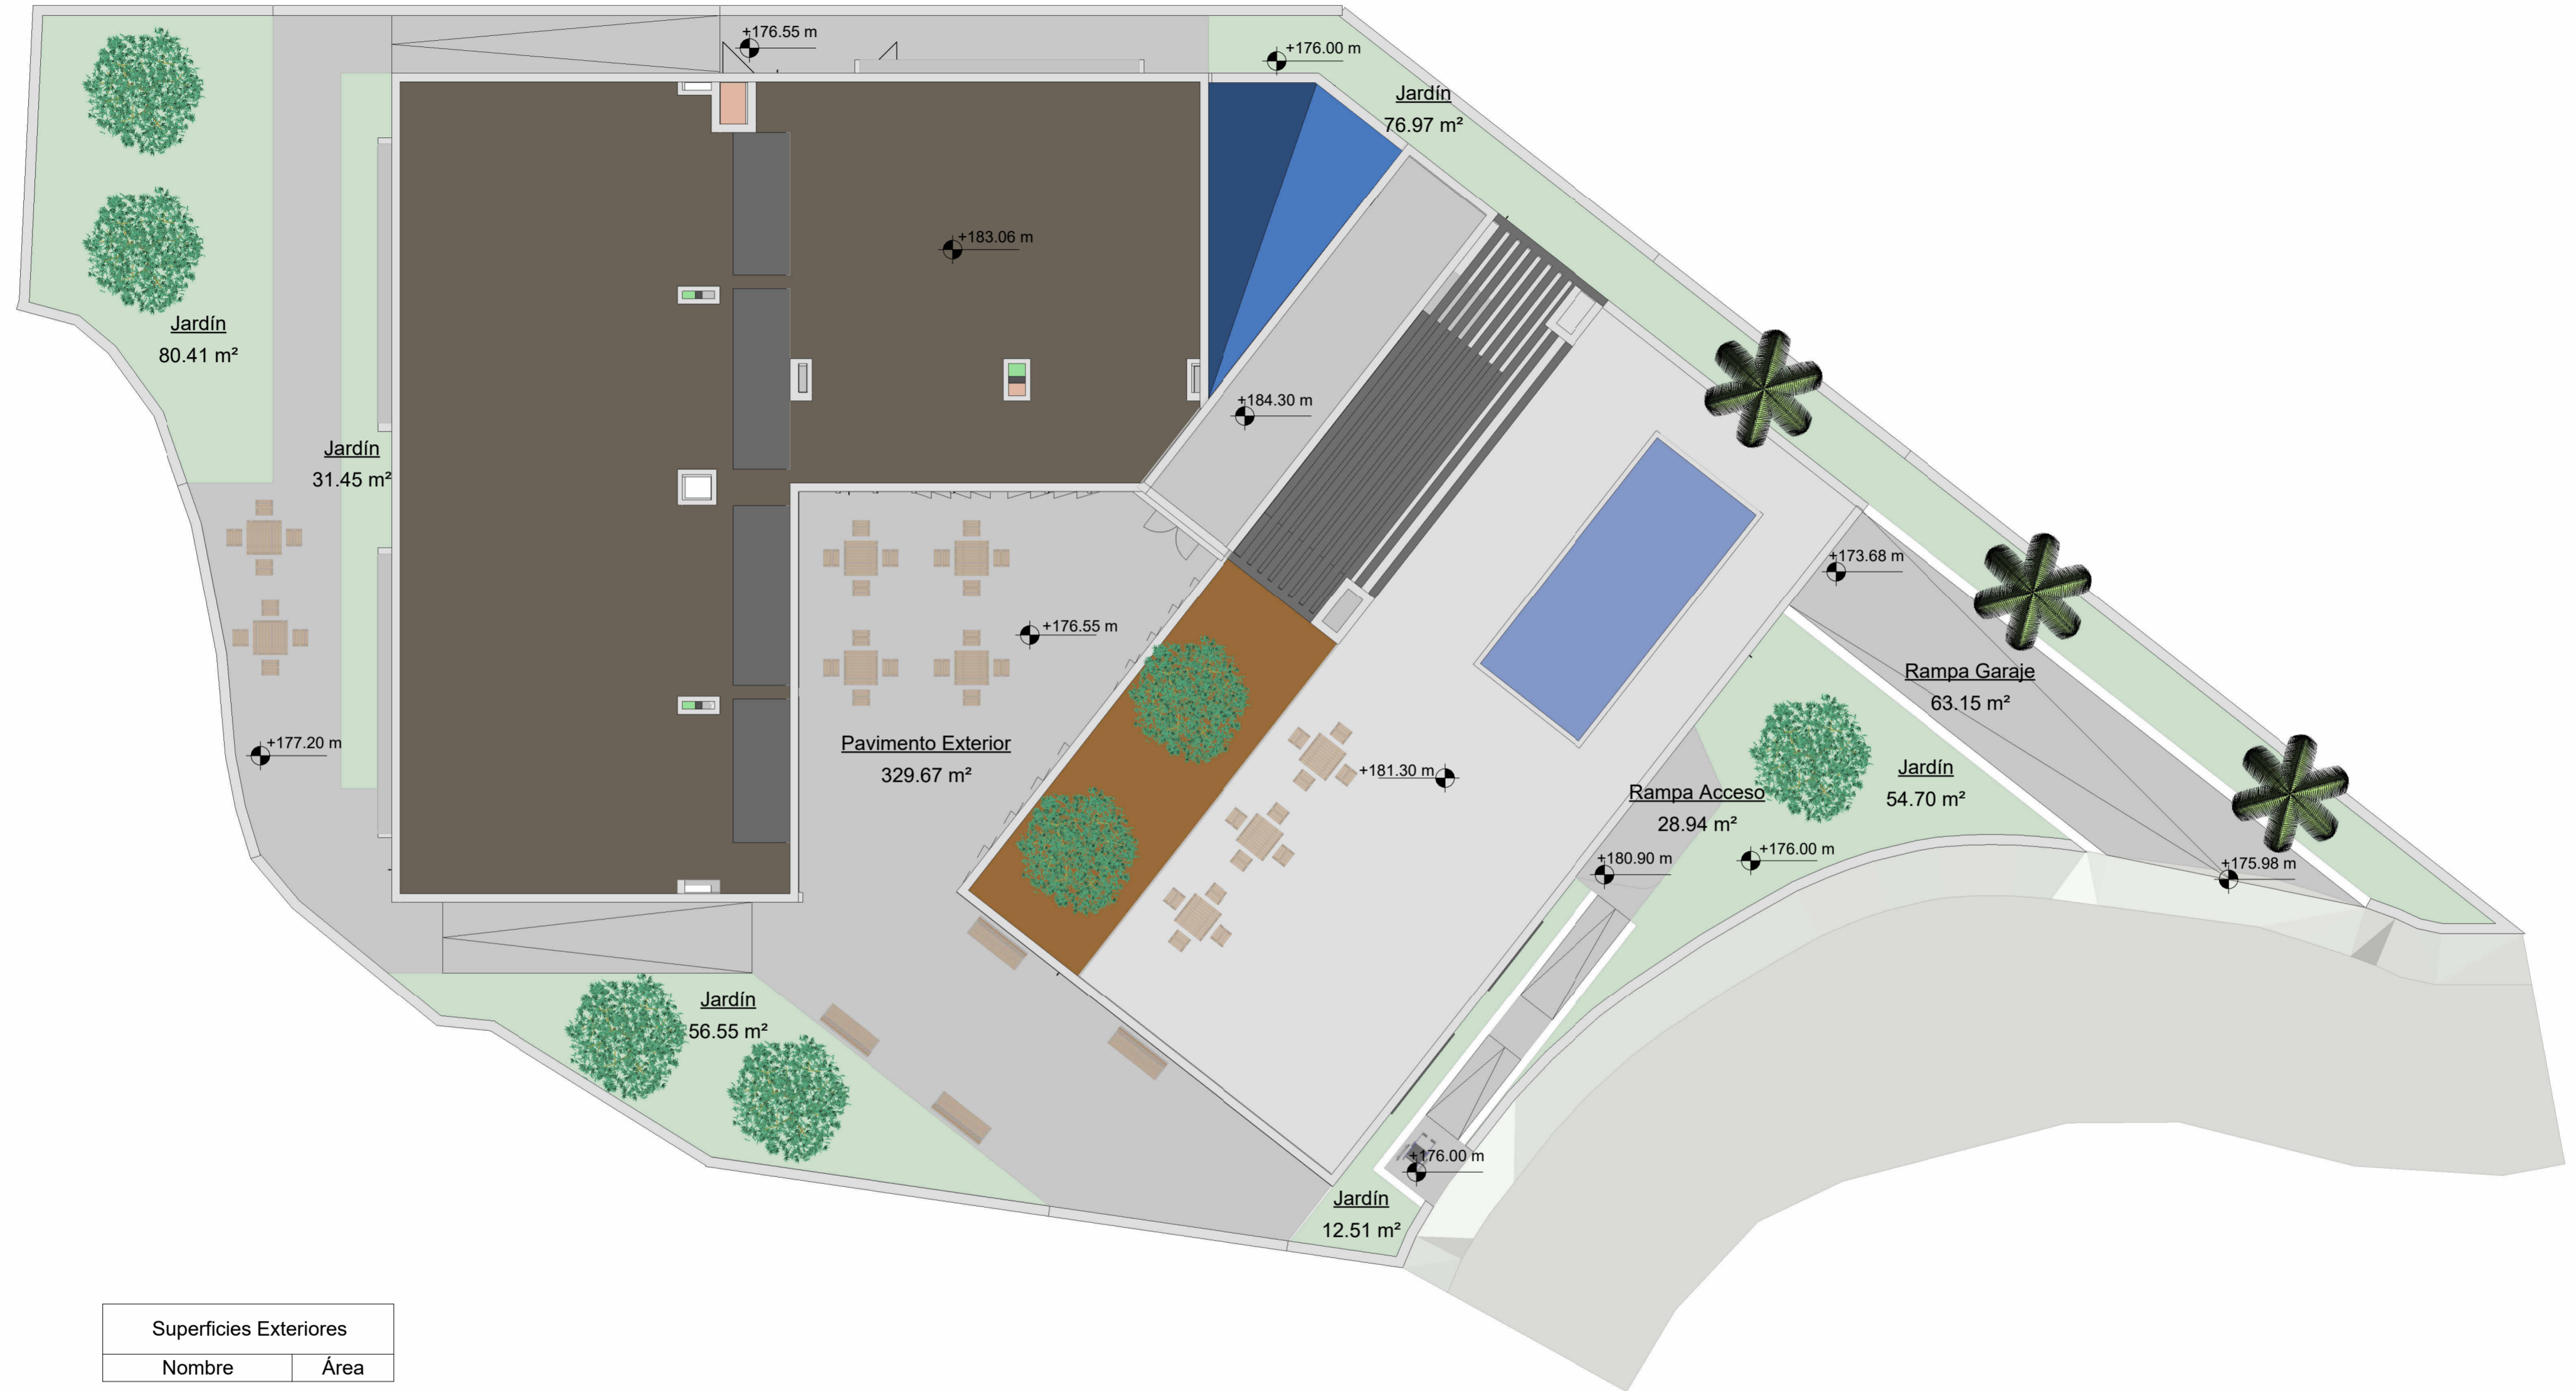 +176.55 m
+176.00 m
Jardín
76.97 m²
+183.06 m
Jardín
80.41 m²
+184.30 m
Jardín
31.45 m²
+173.68 m
+176.55 m
Rampa Garaje
63.15 m²
+177.20 m
Pavimento Exterior
329.67 m²
+181.30 m
Rampa Acceso
28.94 m²
Jardín
54.70 m²
+180.90 m
+176.00 m
+175.98 m
Jardín
56.55 m²
+176.00 m
Jardín
12.51 m²
Superficies Exteriores
Nombre Área